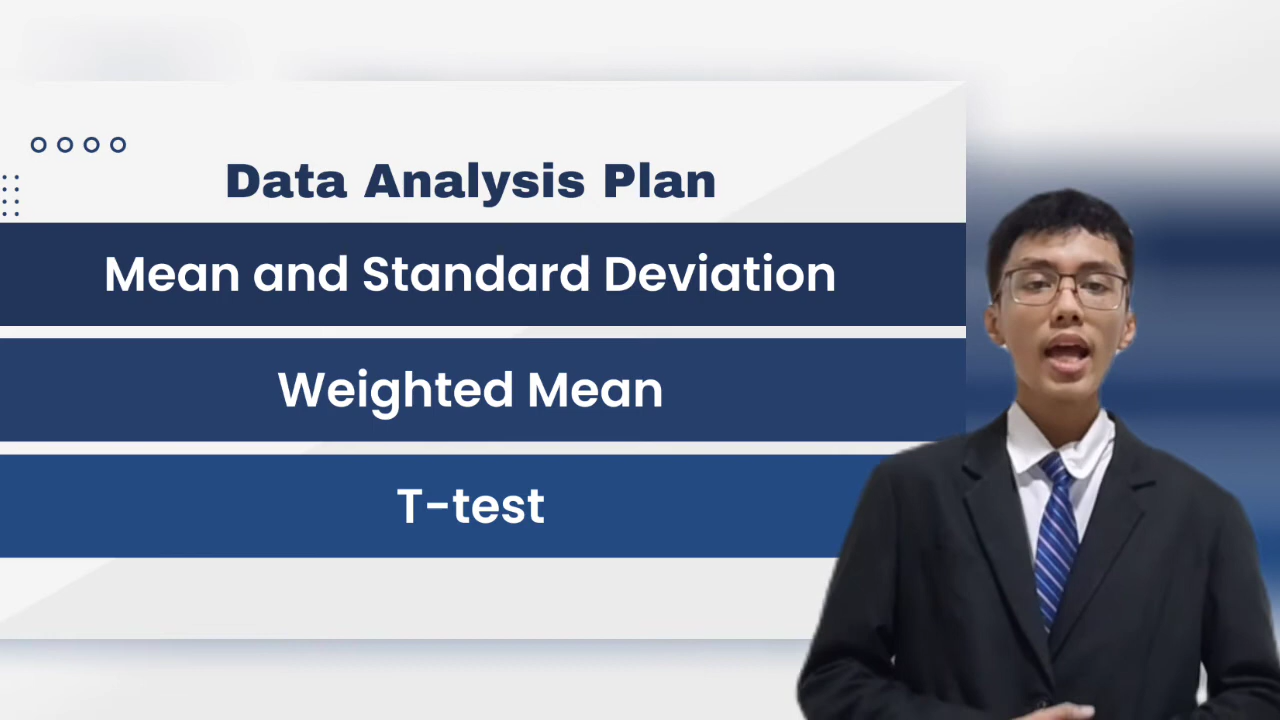 Data Analysis Plan
Mean and Standard Deviation
Weighted Mean
T-test